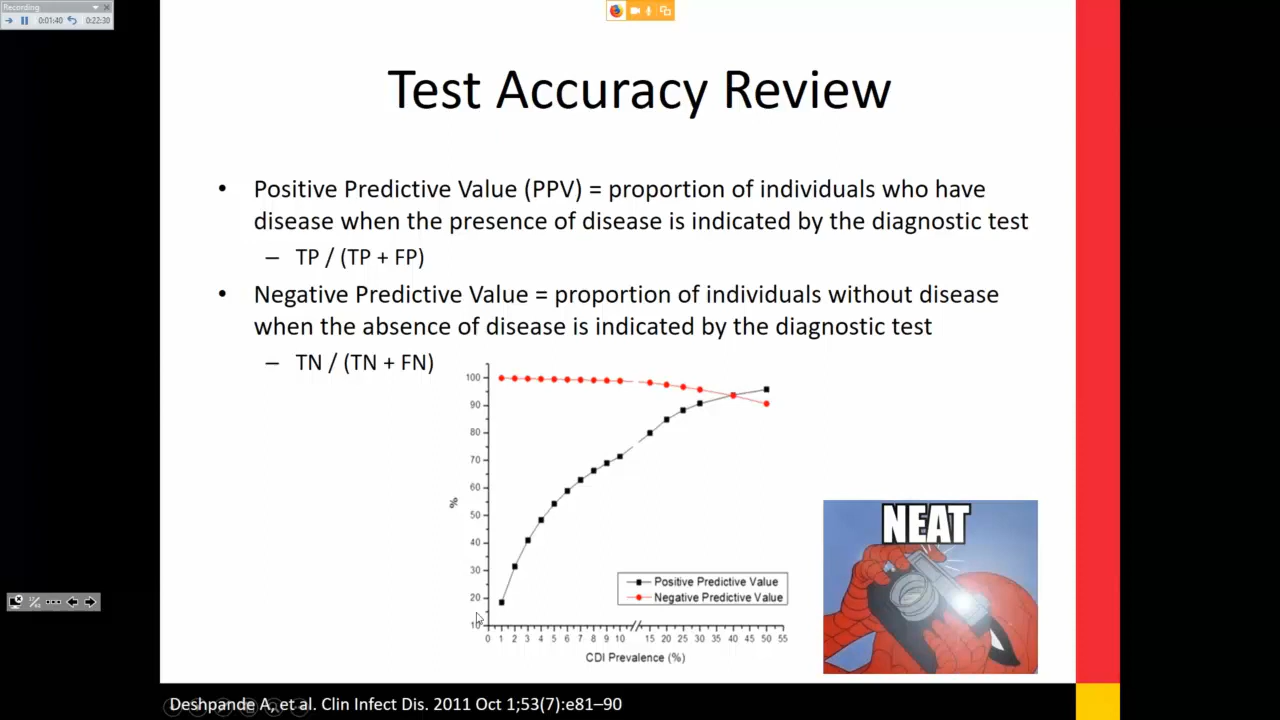 Recording
0:01:40
0:22:30
Test Accuracy Review
• Positive Predictive Value (PPV) = proportion of individuals who have
disease when the presence of disease is indicated by the diagnostic test
– TP / (TP + FP)
• Negative Predictive Value = proportion of individuals without disease
when the absence of disease is indicated by the diagnostic test
– TN / (TN + FN)
100
90
80
70
60
50
40
30
20
10
%
0 1 2 3 4 5 6 7 8 9 10 15 20 25 30 35 40 45 50 55
CDI Prevalence (%)
Positive Predictive Value
Negative Predictive Value
NEAT
Deshpande A, et al. Clin Infect Dis. 2011 Oct 1;53(7):e81–90